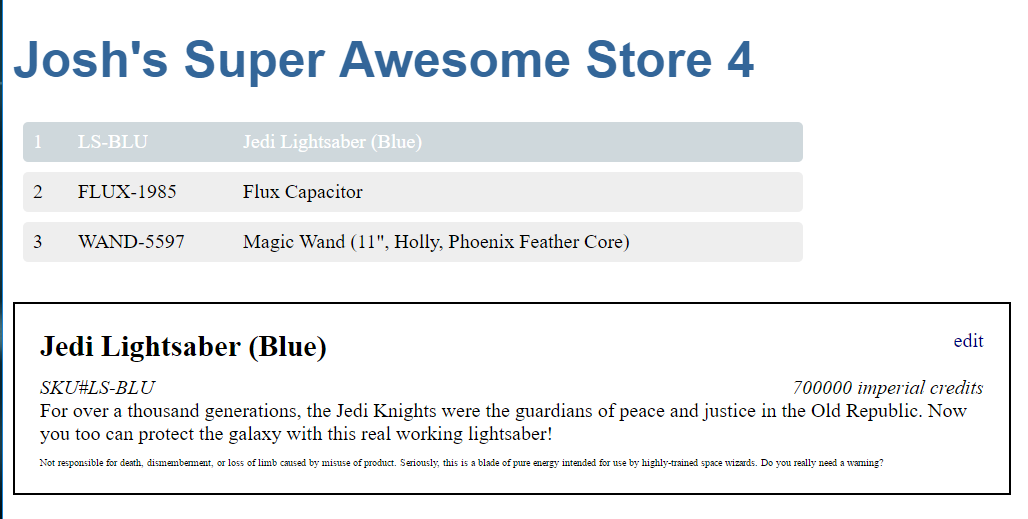 Josh's Super Awesome Store 4
1 LS-BLU Jedi Lightsaber (Blue)
2 FLUX-1985 Flux Capacitor
3 WAND-5597 Magic Wand (11", Holly, Phoenix Feather Core)
Jedi Lightsaber (Blue) edit
SKU#LS-BLU 700000 imperial credits
For over a thousand generations, the Jedi Knights were the guardians of peace and justice in the Old Republic. Now
you too can protect the galaxy with this real working lightsaber!
Not responsible for death, dismemberment, or loss of limb caused by misuse of product. Seriously, this is a blade of pure energy intended for use by highly-trained space wizards. Do you really need a warning?